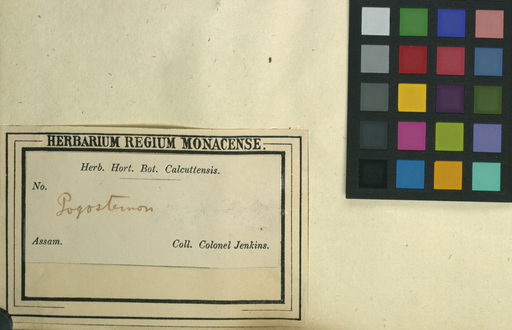 HERBARIUM REGIUM MONACENSE.
Herb. Hort. Bot. Calcuttensis.
No.
Pogostemon
Assam. Coll. Colonel Jenkins.